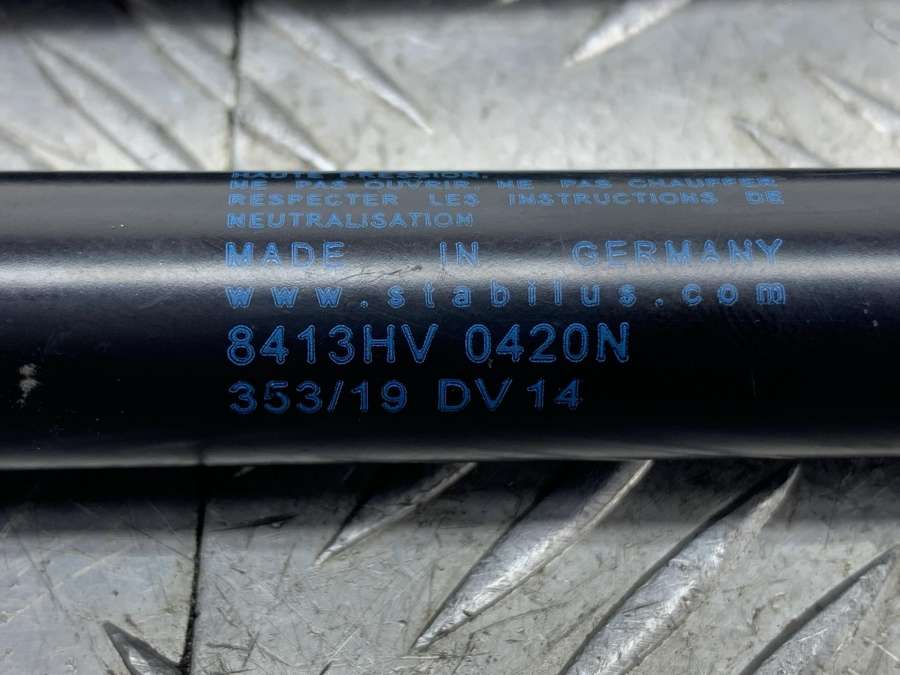 HAUTE PRESSION.
NE PAS OUVRIR, NE PAS CHAUFFER
RESPECTER LES INSTRUCTIONS DE
NEUTRALISATION
MADE IN GERMANY
www.stabilus.com
8413HV 0420N
353/19 DV14